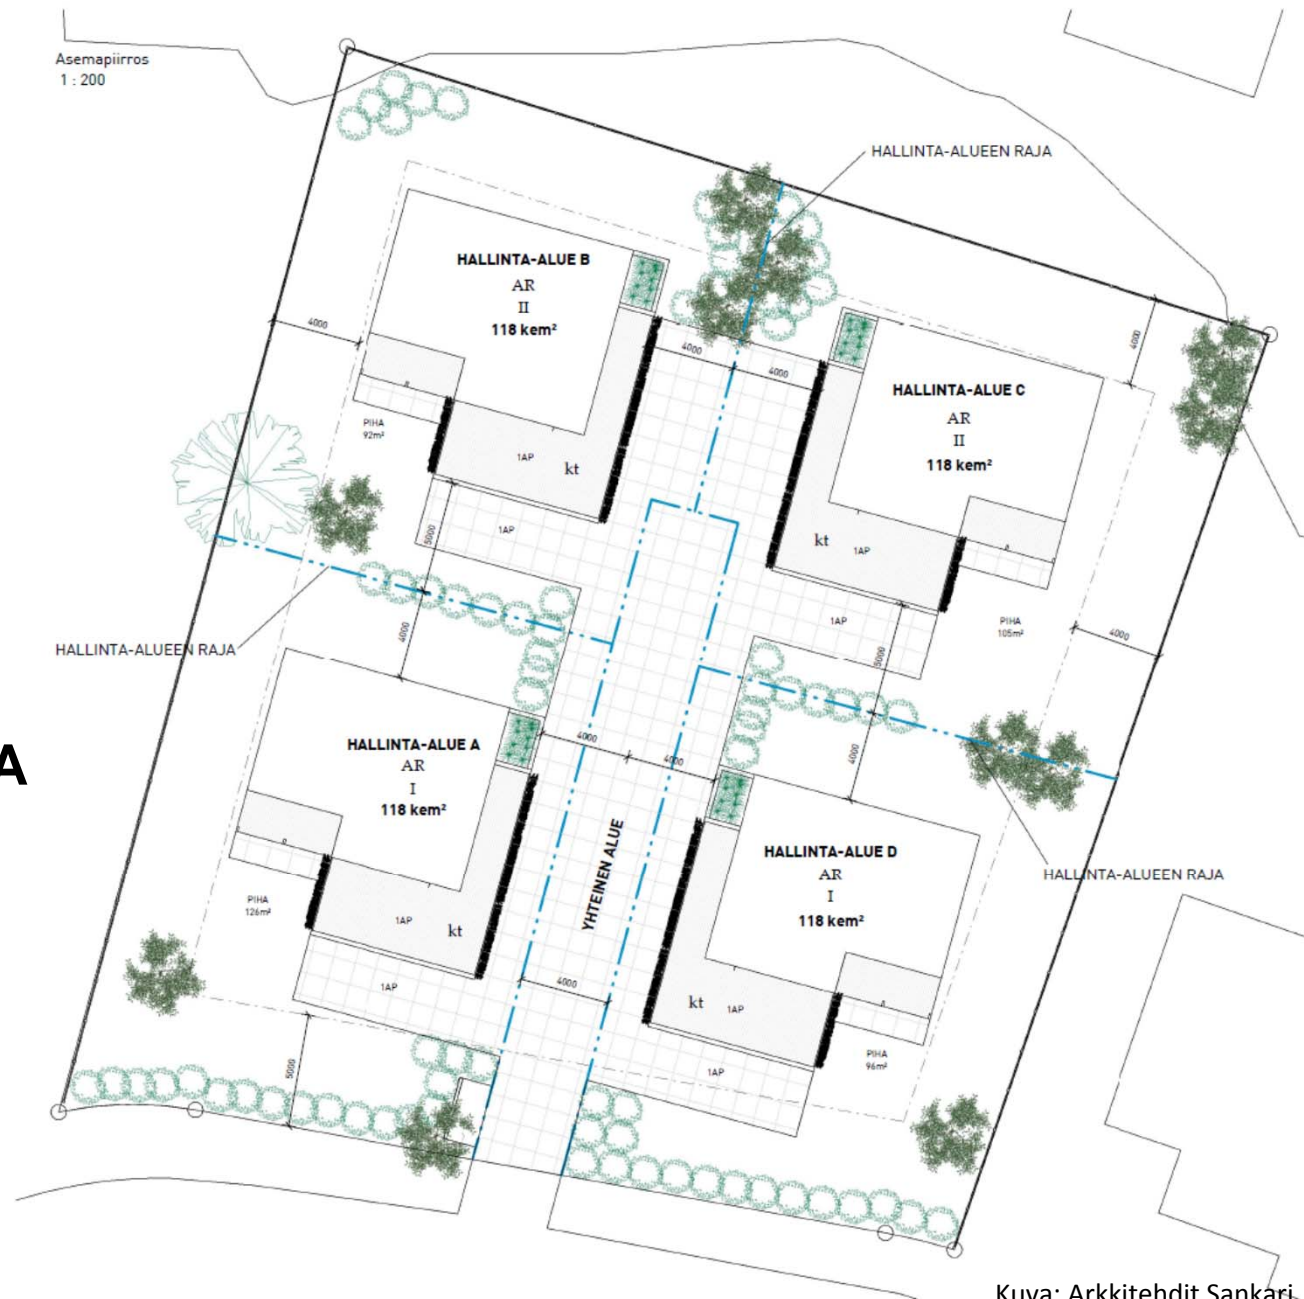 Asemapiirros
1 : 200
HALLINTA-ALUEEN RAJA
HALLINTA-ALUE B
AR
II
118 kem²
4000
4000
4000
4000
HALLINTA-ALUE C
AR
II
118 kem²
PIHA
92m²
1AP
kt
1AP
5000
kt
1AP
1AP
PIHA
105m²
4000
5000
4000
HALLINTA-ALUEEN RAJA
A
HALLINTA-ALUE A
AR
I
118 kem²
4000
4000
4000
HALLINTA-ALUE D
AR
I
118 kem²
HALLINTA-ALUEEN RAJA
YHTEINEN ALUE
PIHA
126m²
1AP
kt
1AP
4000
kt
1AP
1AP
PIHA
96m²
5000
Kuva: Arkkitehdit Sankari